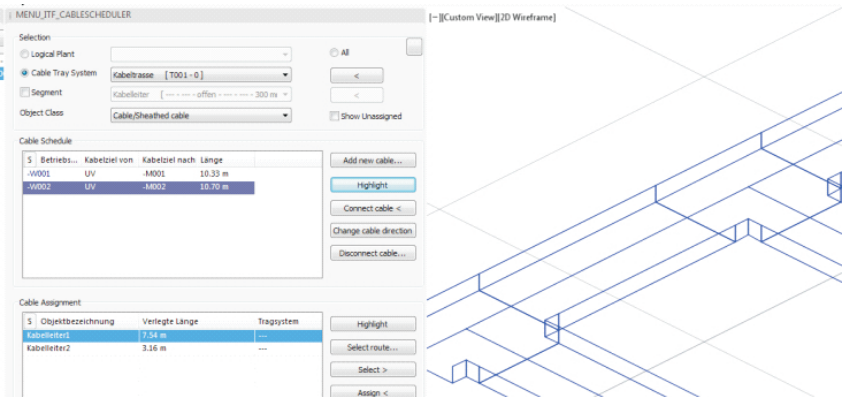 MENU_ITF_CABLESCHEDULER
[−][Custom View][2D Wireframe]
Selection
Logical Plant
All
Cable Tray System Kabeltrasse [ T001 - 0 ] <
Segment Kabelleiter [ --- - --- - offen - --- - --- - 300 mm <
Object Class Cable/Sheathed cable Show Unassigned
Cable Schedule
S Betriebs... Kabelziel von Kabelziel nach Länge
-W001 UV -M001 10.33 m
-W002 UV -M002 10.70 m
Add new cable...
Highlight
Connect cable <
Change cable direction
Disconnect cable...
Cable Assignment
S Objektbezeichnung Verlegte Länge Tragsystem
Kabelleiter1 7.54 m ---
Kabelleiter2 3.16 m ---
Highlight
Select route...
Select >
Assign <